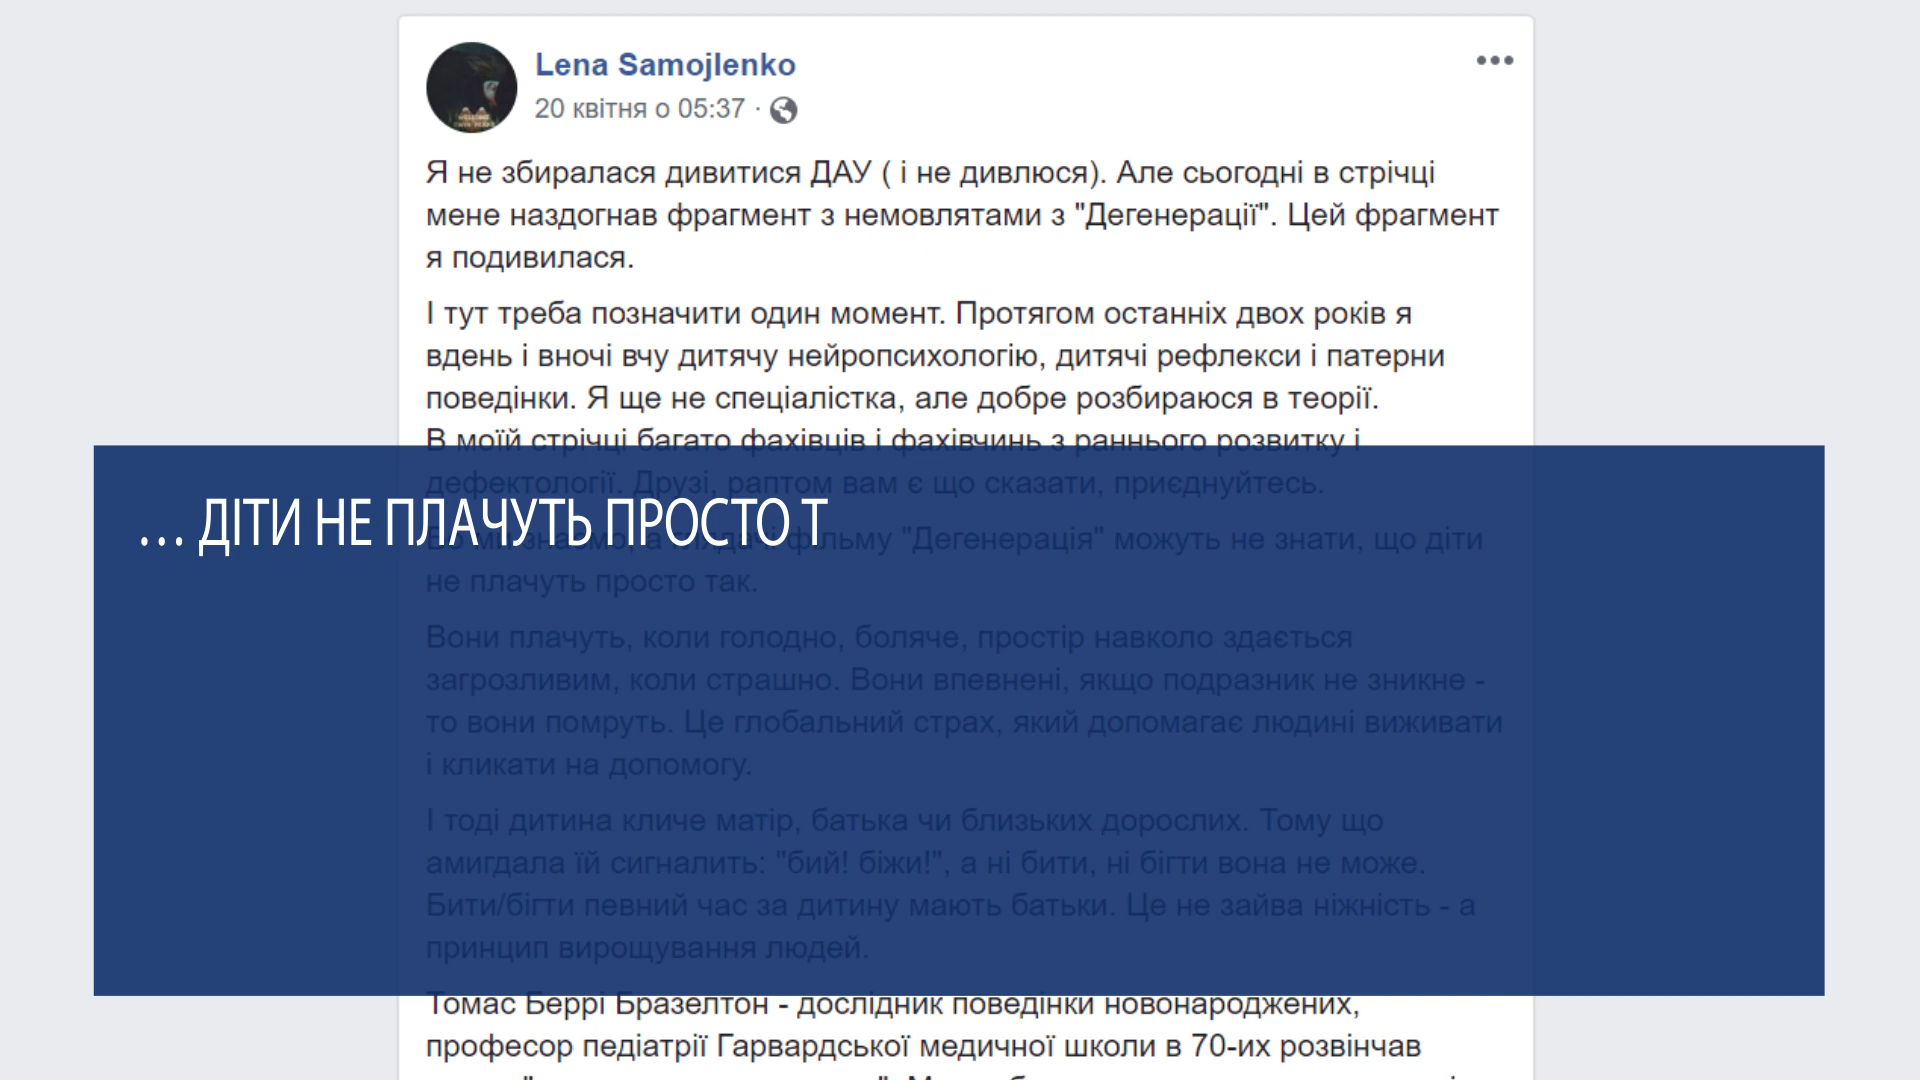 Lena Samojlenko
20 квітня о 05:37 ·
Я не збиралася дивитися ДАУ ( і не дивлюся). Але сьогодні в стрічці
мене наздогнав фрагмент з немовлятами з "Дегенерації". Цей фрагмент
я подивилася.
І тут треба позначити один момент. Протягом останніх двох років я
вдень і вночі вчу дитячу нейропсихологію, дитячі рефлекси і патерни
поведінки. Я ще не спеціалістка, але добре розбираюся в теорії.
В моїй стрічці багато фахівців і фахівчинь з раннього розвитку і
дефектології. Друзі, раптом вам є що сказати, приєднуйтесь.
... ДІТИ НЕ ПЛАЧУТЬ ПРОСТО Т
Бо ми знаємо, а глядачі фільму "Дегенерація" можуть не знати, що діти
не плачуть просто так.
Вони плачуть, коли голодно, боляче, простір навколо здається
загрозливим, коли страшно. Вони впевнені, якщо подразник не зникне -
то вони помруть. Це глобальний страх, який допомагає людині виживати
і кликати на допомогу.
І тоді дитина кличе матір, батька чи близьких дорослих. Тому що
амигдала їй сигналить: "бий! біжи!", а ні бити, ні бігти вона не може.
Бити/бігти певний час за дитину мають батьки. Це не зайва ніжність - а
принцип вирощування людей.
Томас Беррі Бразелтон - дослідник поведінки новонароджених,
професор педіатрії Гарвардської медичної школи в 70-их розвінчав